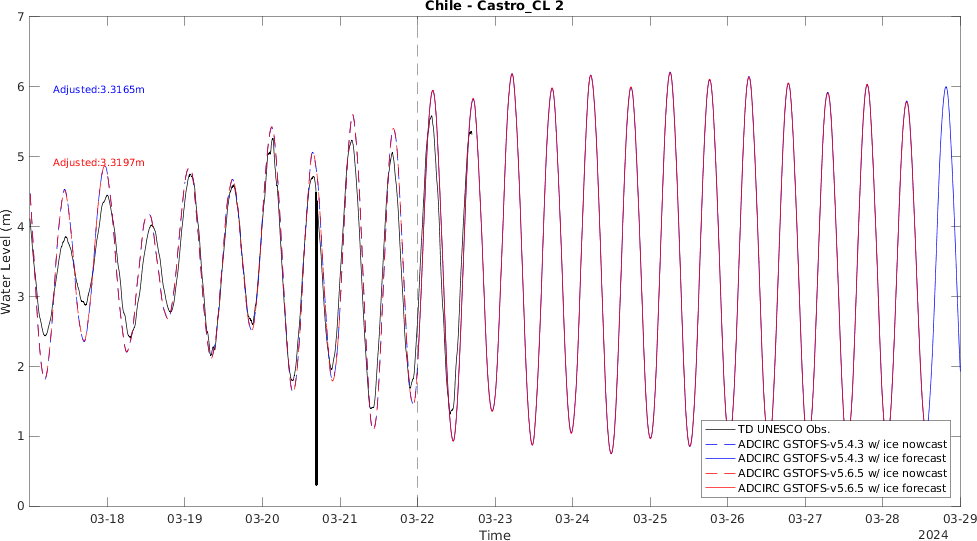 Chile - Castro_CL 2
7
6
5
4
3
2
1
0
Water Level (m)
Adjusted:3.3165m
Adjusted:3.3197m
TD UNESCO Obs.
ADCIRC GSTOFS-v5.4.3 w/ ice nowcast
ADCIRC GSTOFS-v5.4.3 w/ ice forecast
ADCIRC GSTOFS-v5.6.5 w/ ice nowcast
ADCIRC GSTOFS-v5.6.5 w/ ice forecast
03-18 03-19 03-20 03-21 03-22 03-23 03-24 03-25 03-26 03-27 03-28 03-29
Time
2024